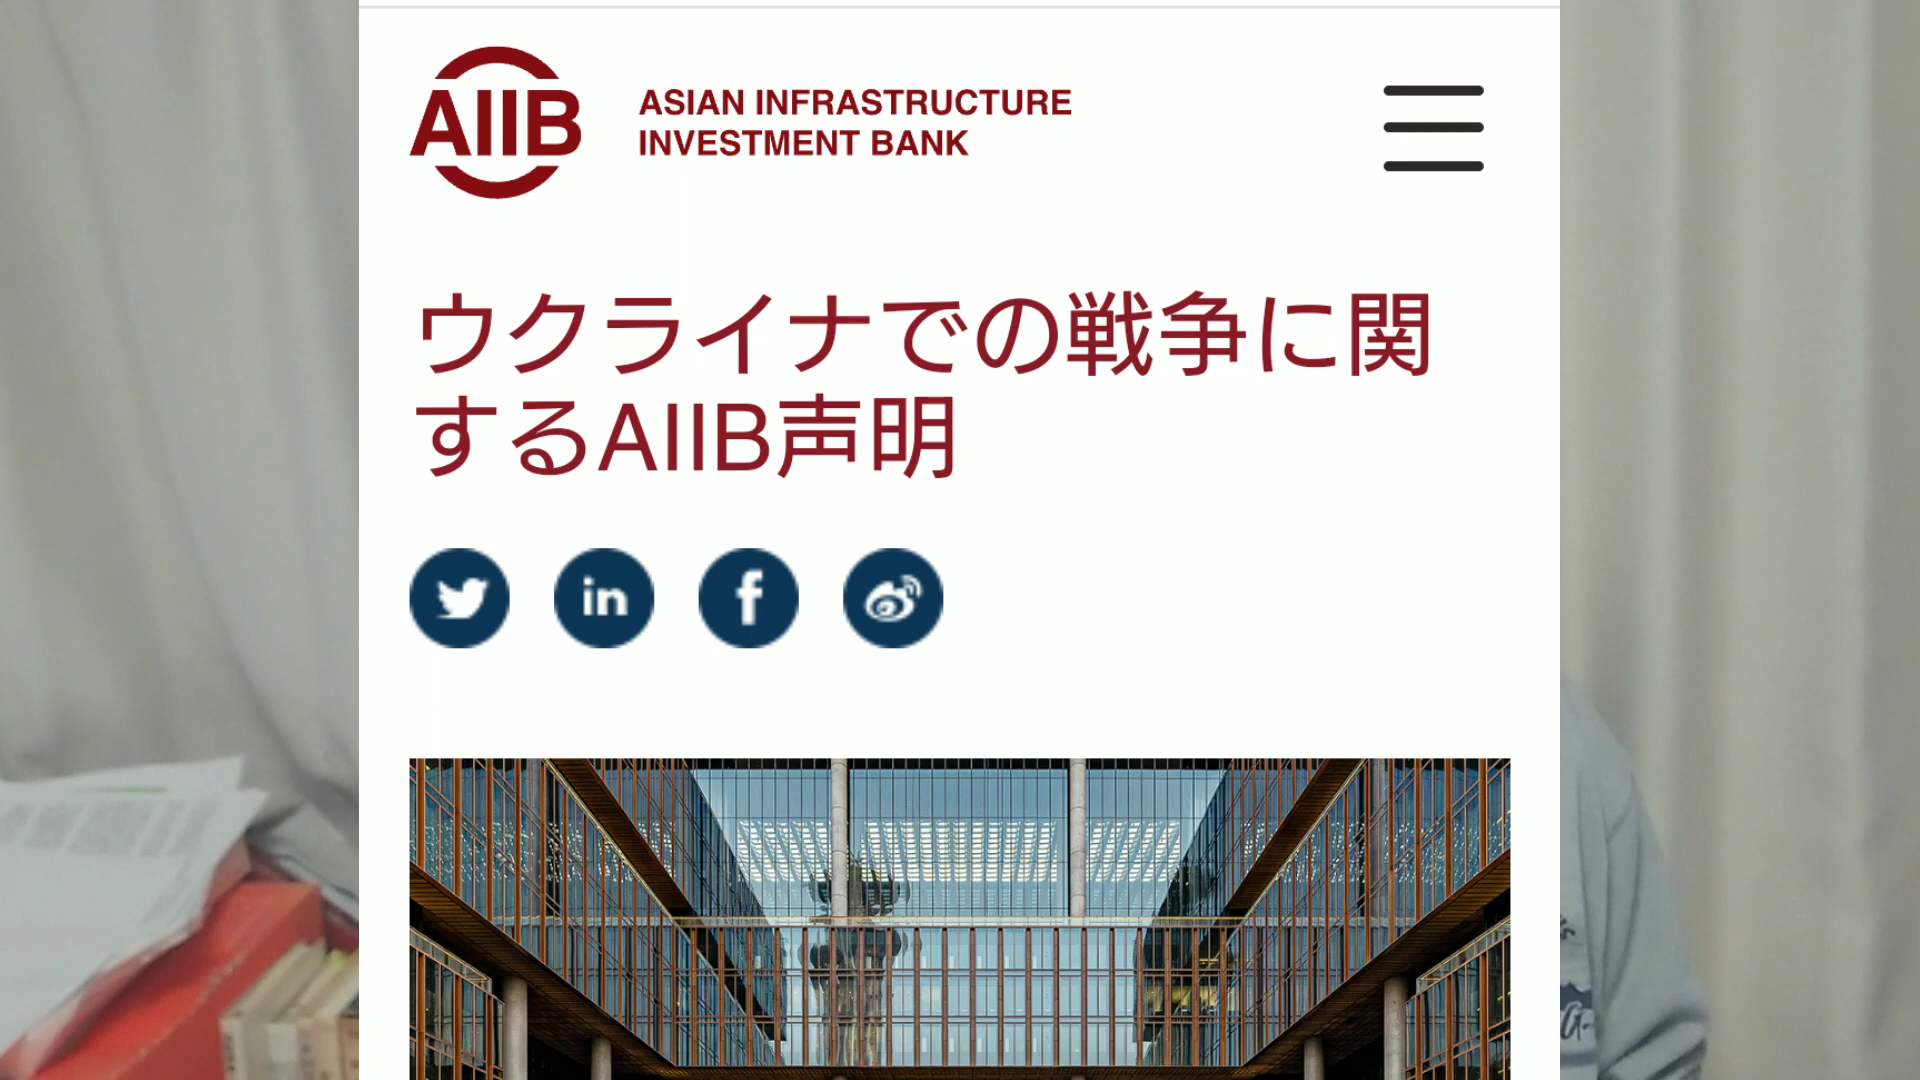 AIIB
ASIAN INFRASTRUCTURE
INVESTMENT BANK
ウクライナでの戦争に関
するAIIB声明
in
f